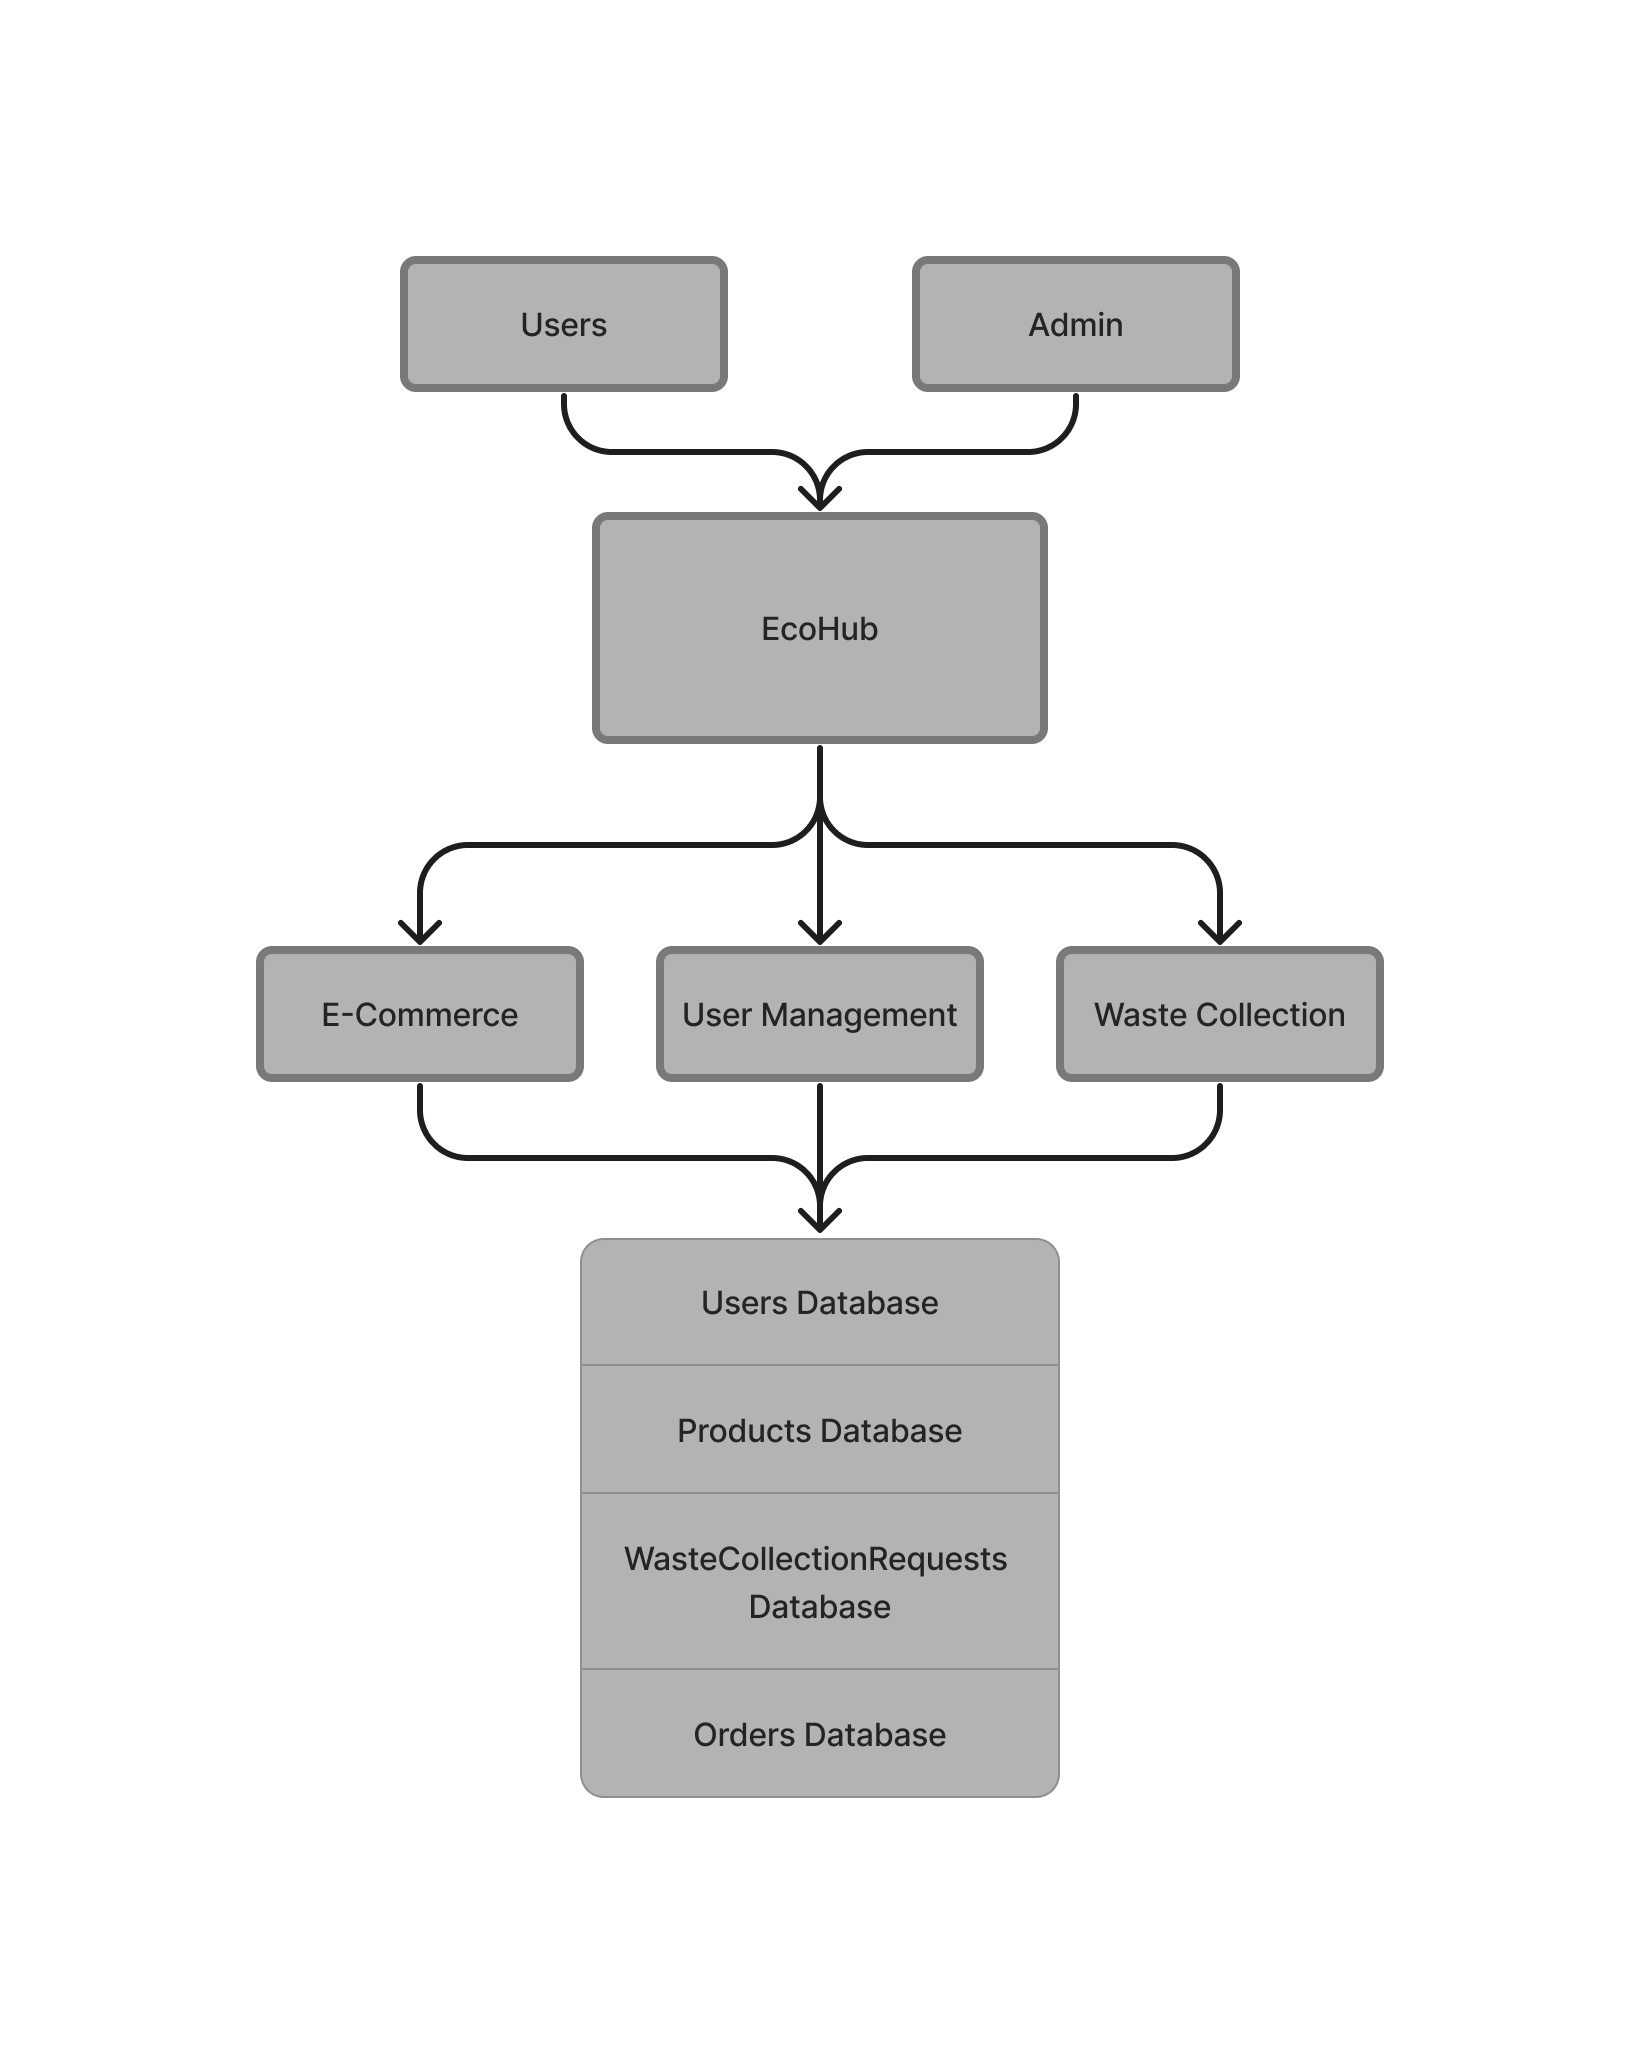 Users
Admin
EcoHub
E-Commerce
User Management
Waste Collection
Users Database
Products Database
WasteCollectionRequests
Database
Orders Database